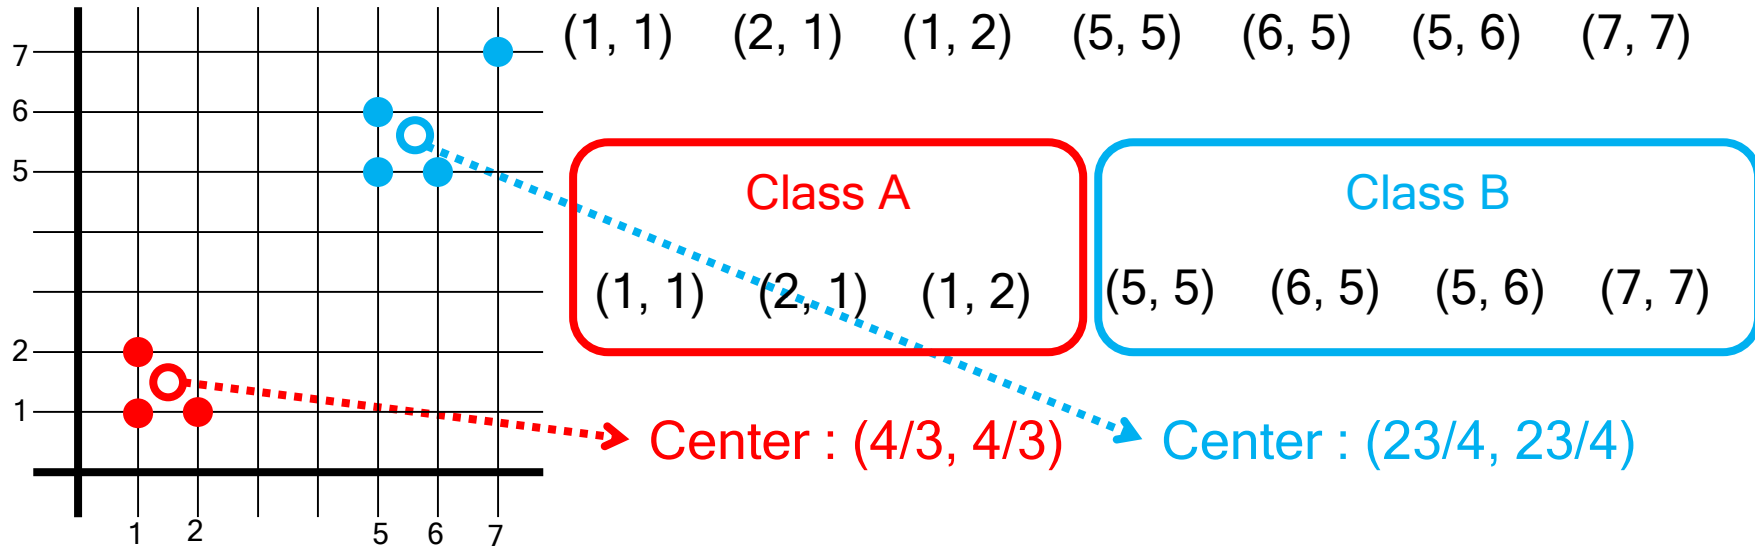 (1, 1) (2, 1) (1, 2) (5, 5) (6, 5) (5, 6) (7, 7)
7
6
5
2
1
1 2 5 6 7
Class A
(1, 1) (2, 1) (1, 2)
Class B
(5, 5) (6, 5) (5, 6) (7, 7)
Center : (4/3, 4/3)
Center : (23/4, 23/4)